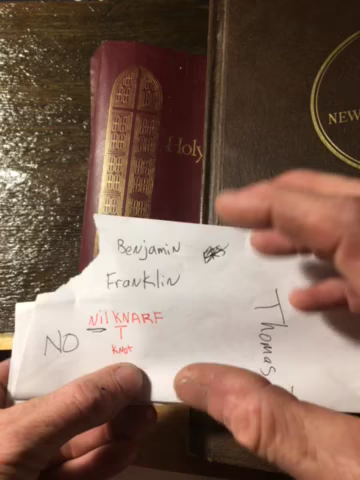 Holy
NEW
Benjamin
Franklin
NilKNARF
T
KNOT
NO
Thomas